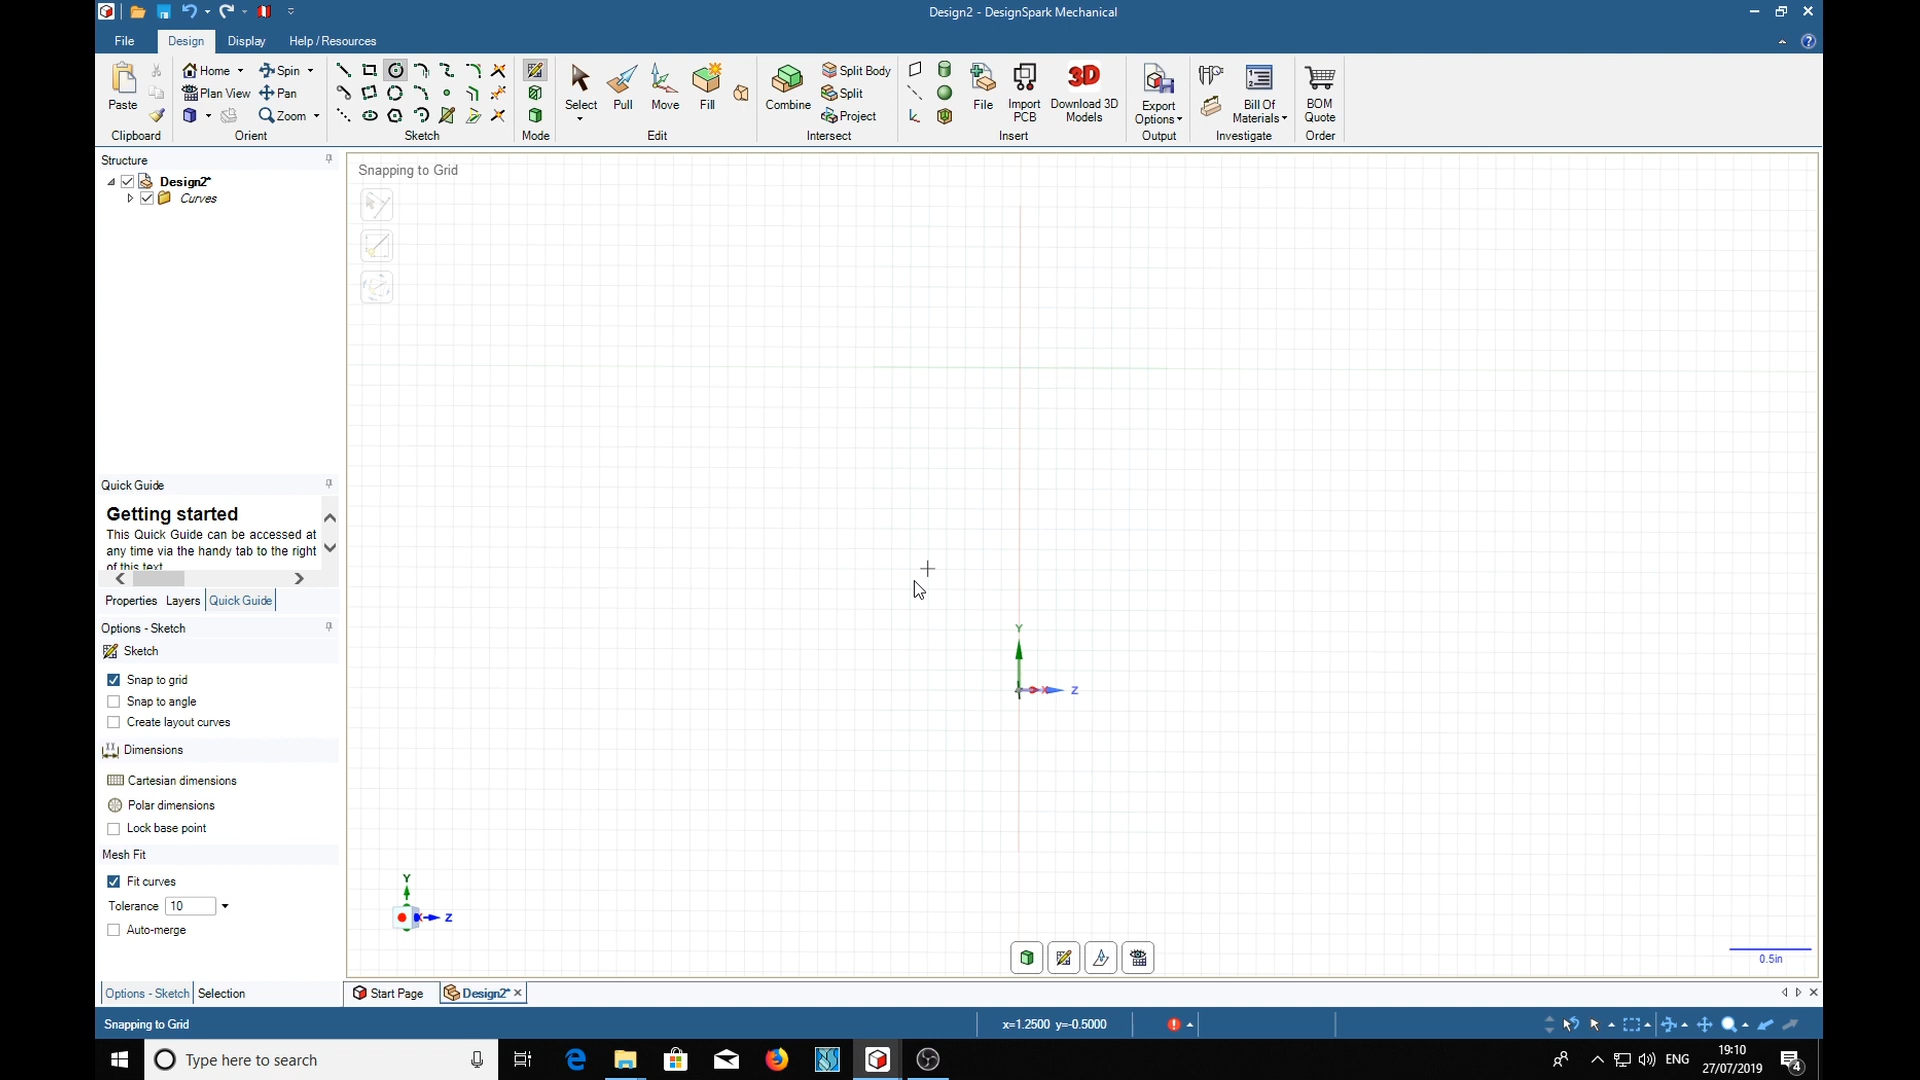 Design2 - DesignSpark Mechanical
File Design Display Help / Resources
Paste
Clipboard
Home Spin
Plan View Pan
Zoom
Orient
Sketch
Mode
Select Pull Move Fill
Edit
Combine
Split Body
Split
Project
Intersect
File Import PCB
3D
Download 3D Models
Insert
Export Options
Output
Bill Of Materials
Investigate
BOM Quote
Order
Structure
Design2*
Curves
Snapping to Grid
Quick Guide
Getting started
This Quick Guide can be accessed at
any time via the handy tab to the right
of this text
Properties Layers Quick Guide
Options - Sketch
Sketch
Snap to grid
Snap to angle
Create layout curves
Dimensions
Cartesian dimensions
Polar dimensions
Lock base point
Mesh Fit
Fit curves
Tolerance 10
Auto-merge
Y
X
Z
Y
X
Z
0.5in
Options - Sketch Selection
Start Page Design2*
Snapping to Grid
x=1.2500 y=-0.5000
Type here to search
ENG
19:10
27/07/2019
4